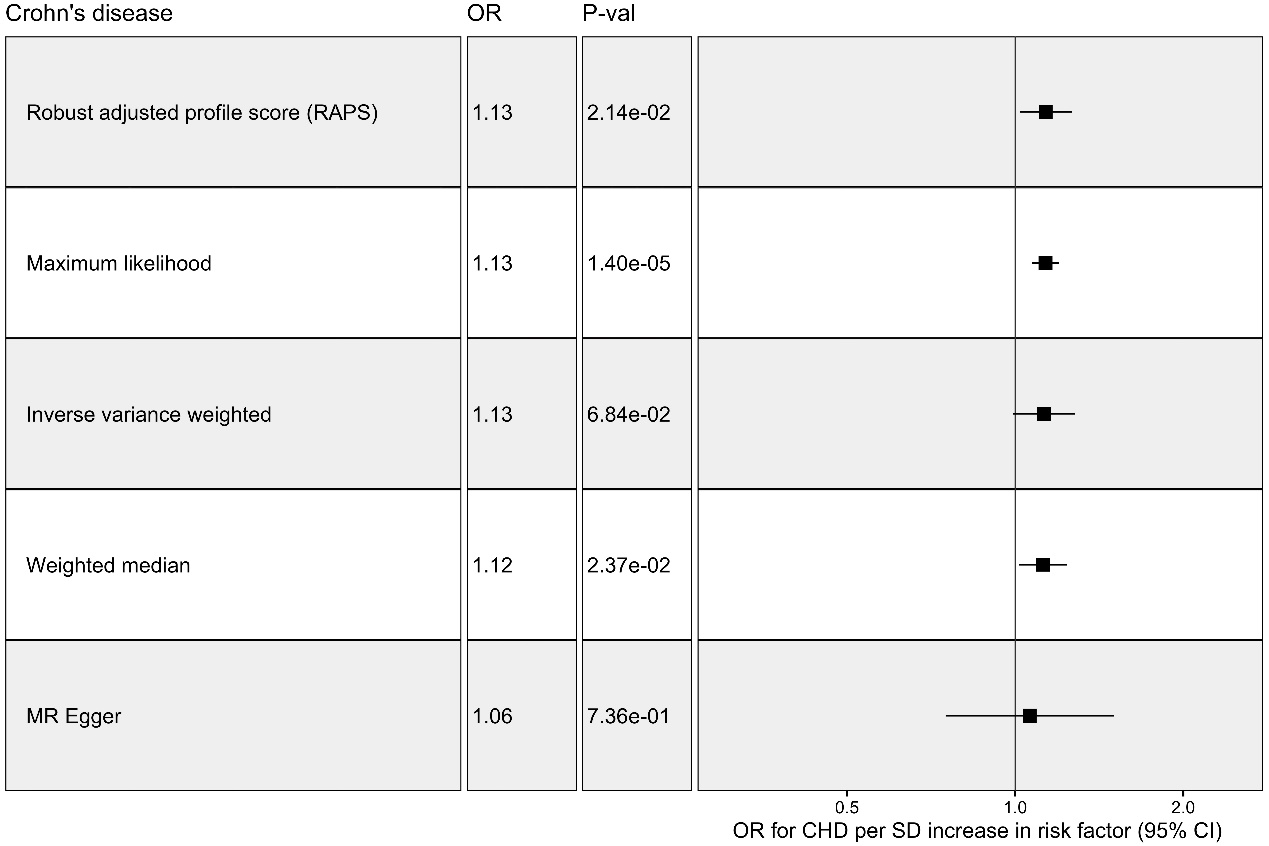 Crohn's disease OR P-val
Robust adjusted profile score (RAPS) 1.13 2.14e-02
Maximum likelihood 1.13 1.40e-05
Inverse variance weighted 1.13 6.84e-02
Weighted median 1.12 2.37e-02
MR Egger 1.06 7.36e-01
0.5 1.0 2.0
OR for CHD per SD increase in risk factor (95% CI)